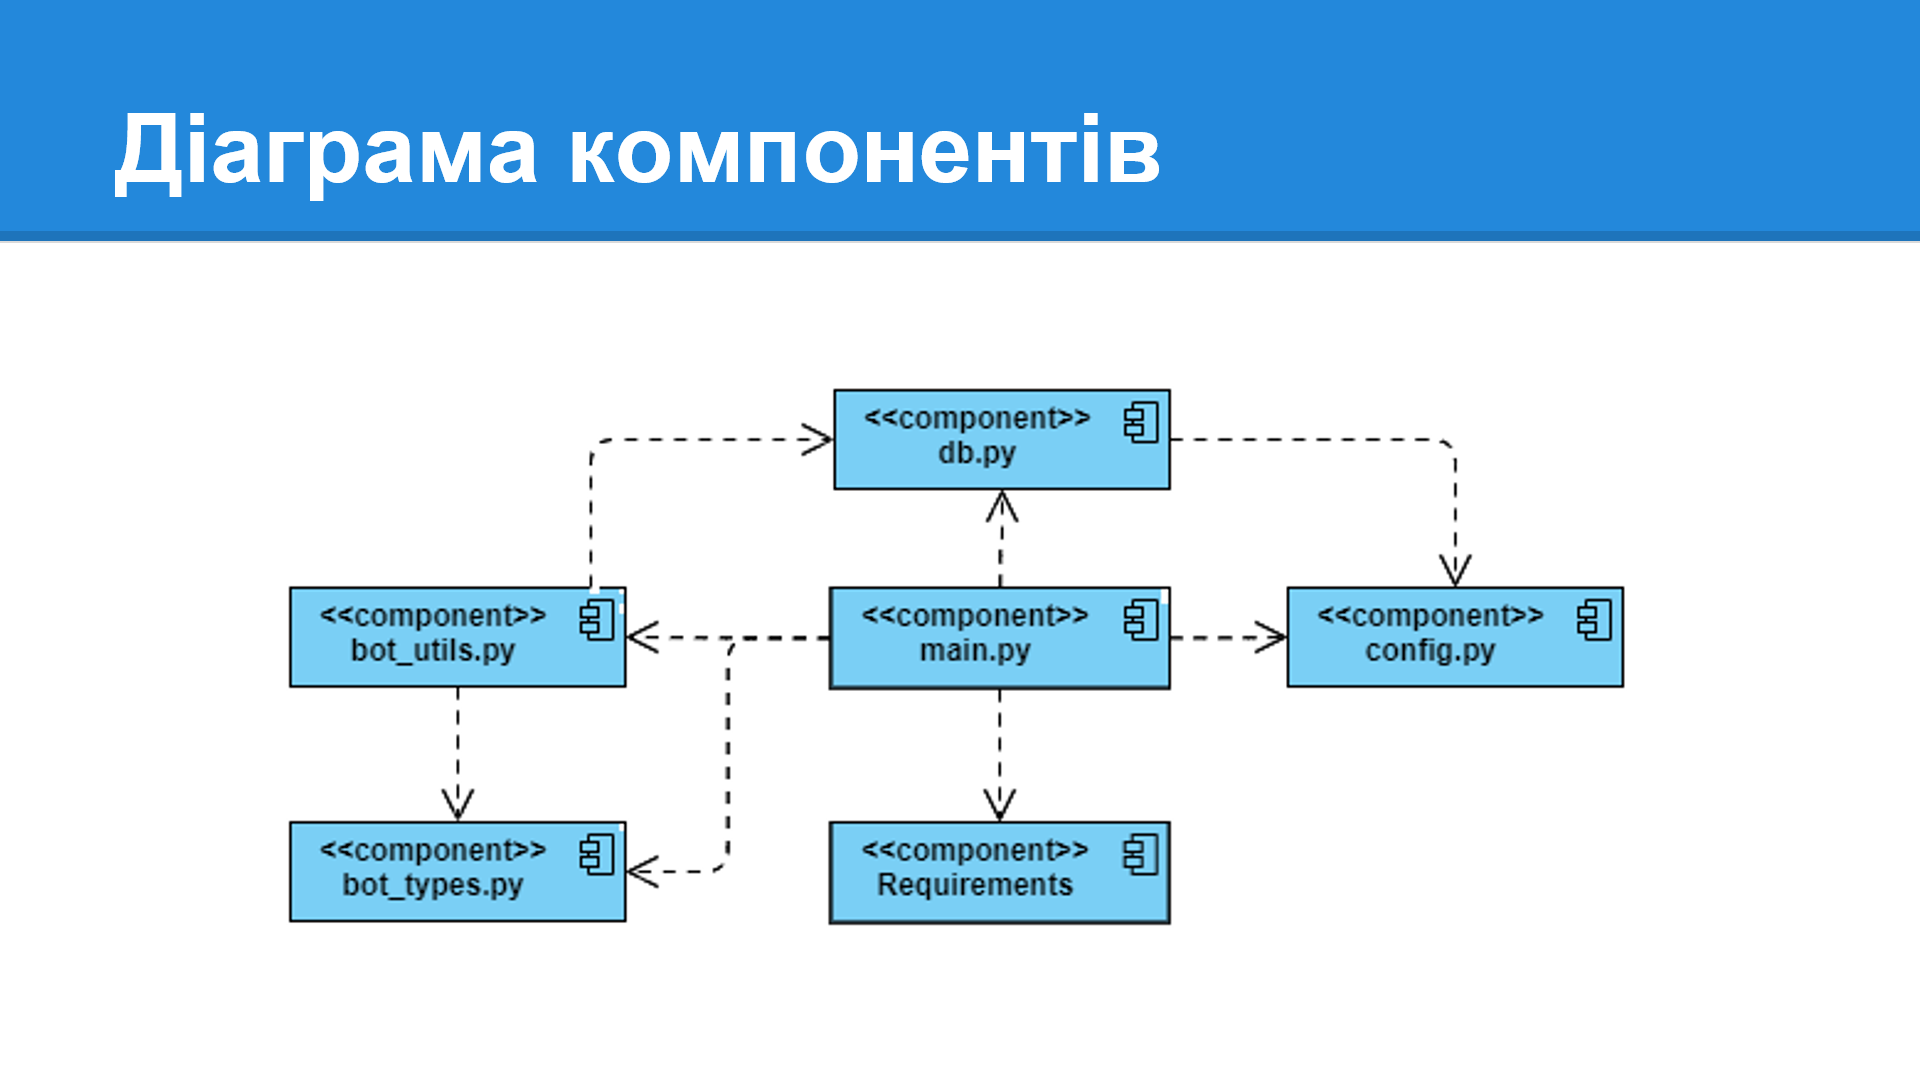 Діаграма компонентів
<<component>>
db.py
<<component>>
bot_utils.py
<<component>>
main.py
<<component>>
config.py
<<component>>
bot_types.py
<<component>>
Requirements